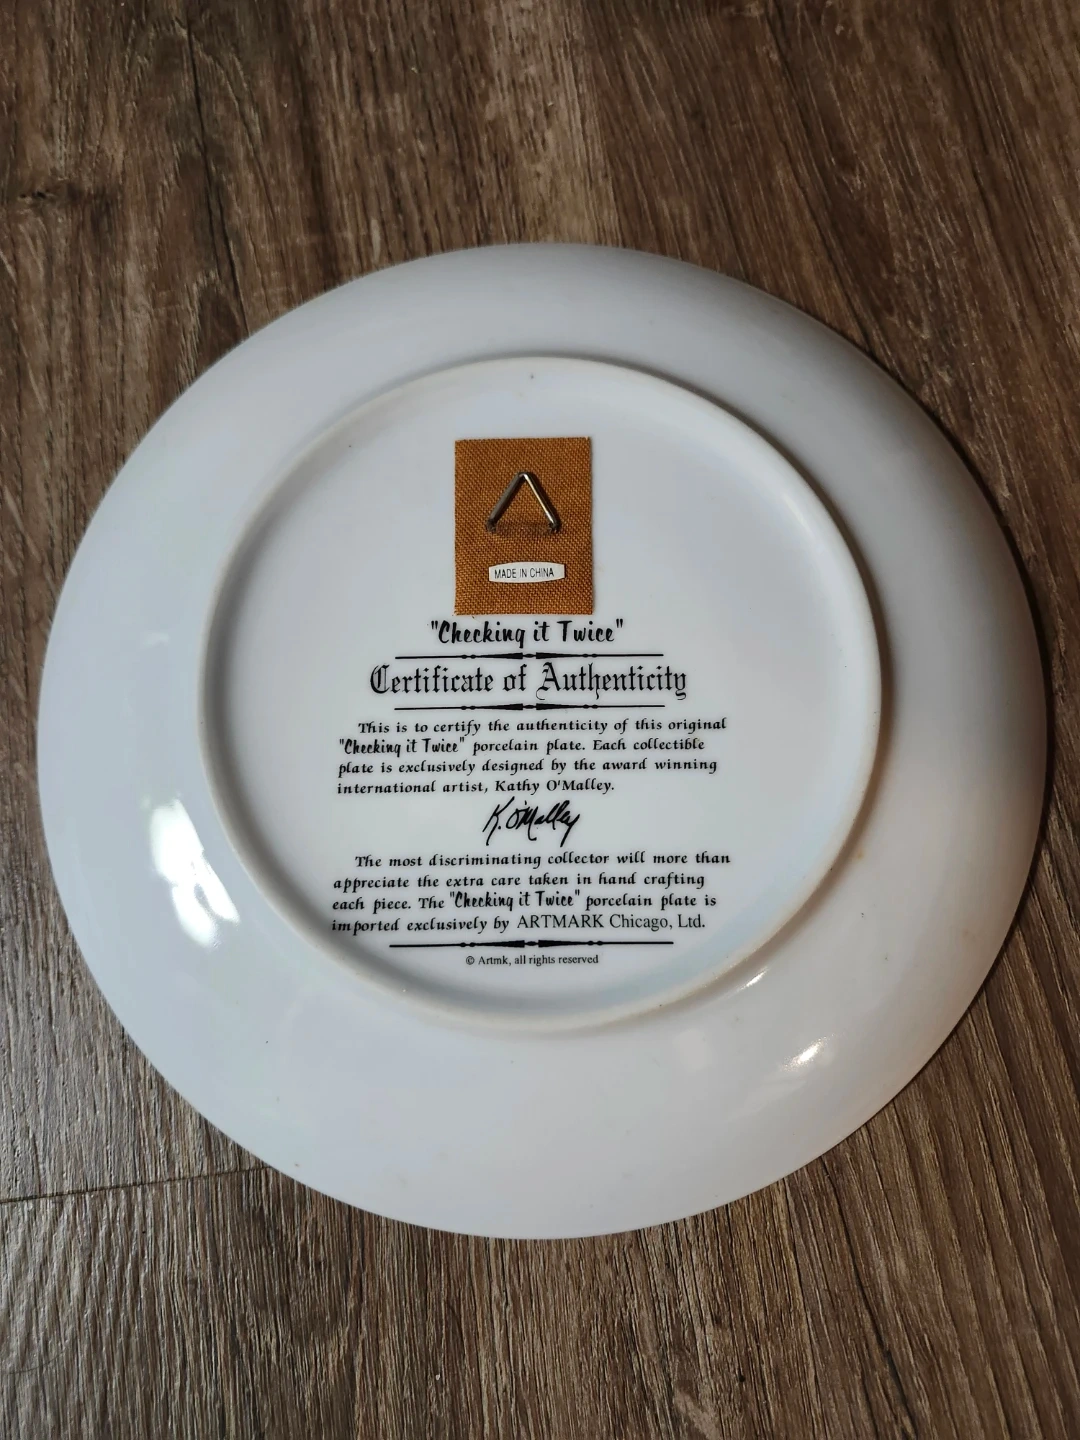 MADE IN CHINA
"Checking it Twice"
Certificate of Authenticity
This is to certify the authenticity of this original
"Checking it Twice" porcelain plate. Each collectible
plate is exclusively designed by the award winning
international artist, Kathy O'Malley.
K. O'Malley
The most discriminating collector will more than
appreciate the extra care taken in hand crafting
each piece. The "Checking it Twice" porcelain plate is
imported exclusively by ARTMARK Chicago, Ltd.
© Artmk, all rights reserved